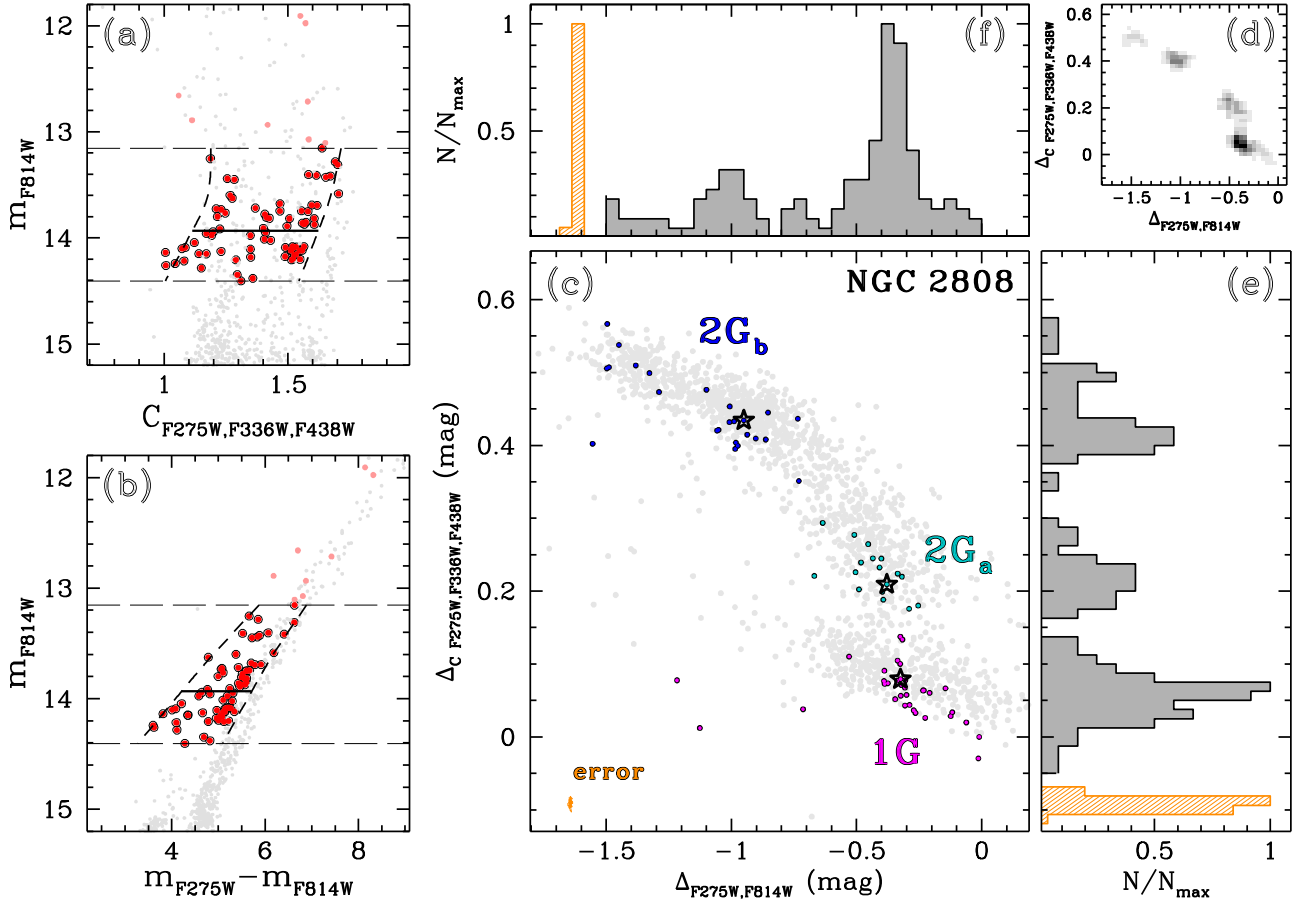 (a)
12
13
14
15
m_F814W
1
1.5
C_F275W,F336W,F438W
(b)
12
13
14
15
m_F814W
4
6
8
m_F275W−m_F814W
(f)
1
0.5
N/N_max
(d)
0.6
0.4
0.2
0
Δ_C F275W,F336W,F438W
−1.5
−1
−0.5
0
Δ_F275W,F814W
(c)
NGC 2808
2G_b
2G_a
1G
error
0.6
0.4
0.2
0
Δ_C F275W,F336W,F438W (mag)
−1.5
−1
−0.5
0
Δ_F275W,F814W (mag)
(e)
0.5
1
N/N_max